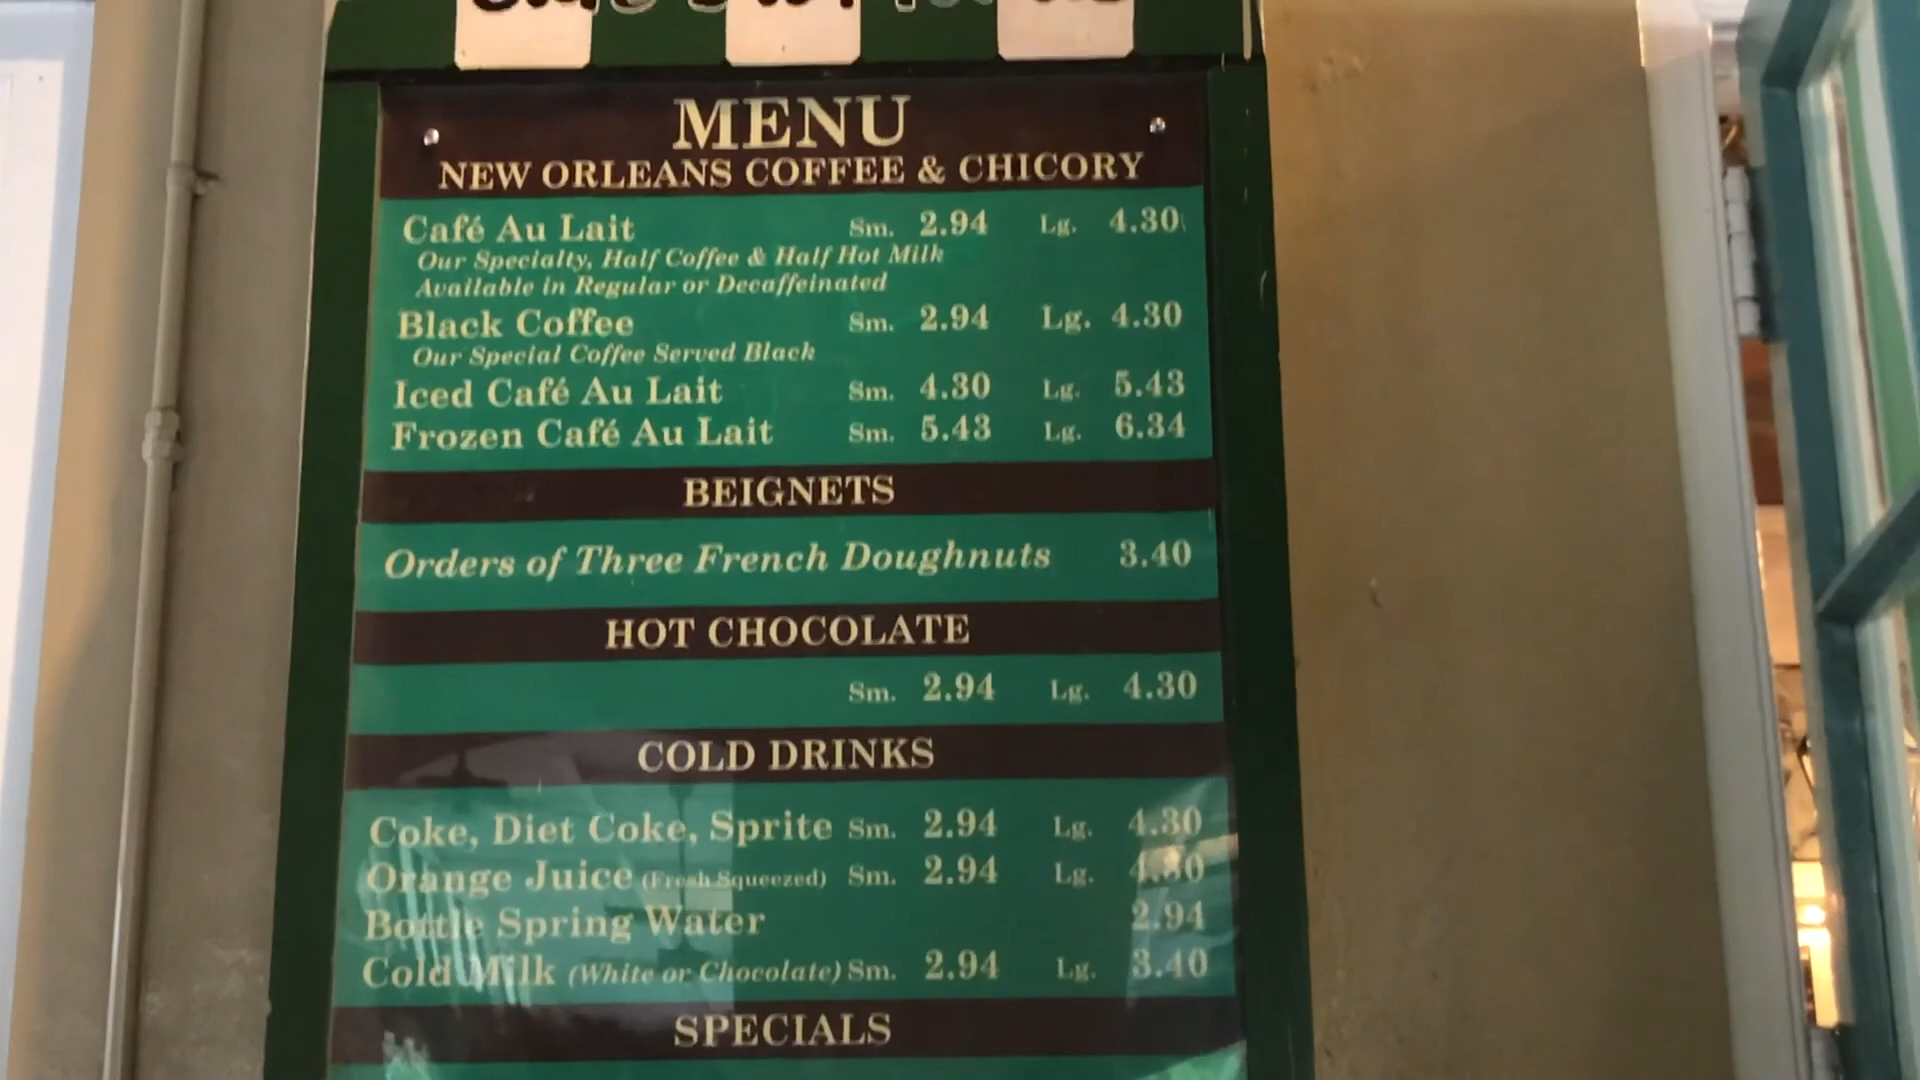 MENU
NEW ORLEANS COFFEE & CHICORY
Café Au Lait Sm. 2.94 Lg. 4.30
Our Specialty, Half Coffee & Half Hot Milk
Available in Regular or Decaffeinated
Black Coffee Sm. 2.94 Lg. 4.30
Our Special Coffee Served Black
Iced Café Au Lait Sm. 4.30 Lg. 5.43
Frozen Café Au Lait Sm. 5.43 Lg. 6.34
BEIGNETS
Orders of Three French Doughnuts 3.40
HOT CHOCOLATE
Sm. 2.94 Lg. 4.30
COLD DRINKS
Coke, Diet Coke, Sprite Sm. 2.94 Lg. 4.30
Orange Juice (Fresh Squeezed) Sm. 2.94 Lg. 4.30
Bottle Spring Water 2.94
Cold Milk (White or Chocolate) Sm. 2.94 Lg. 3.40
SPECIALS